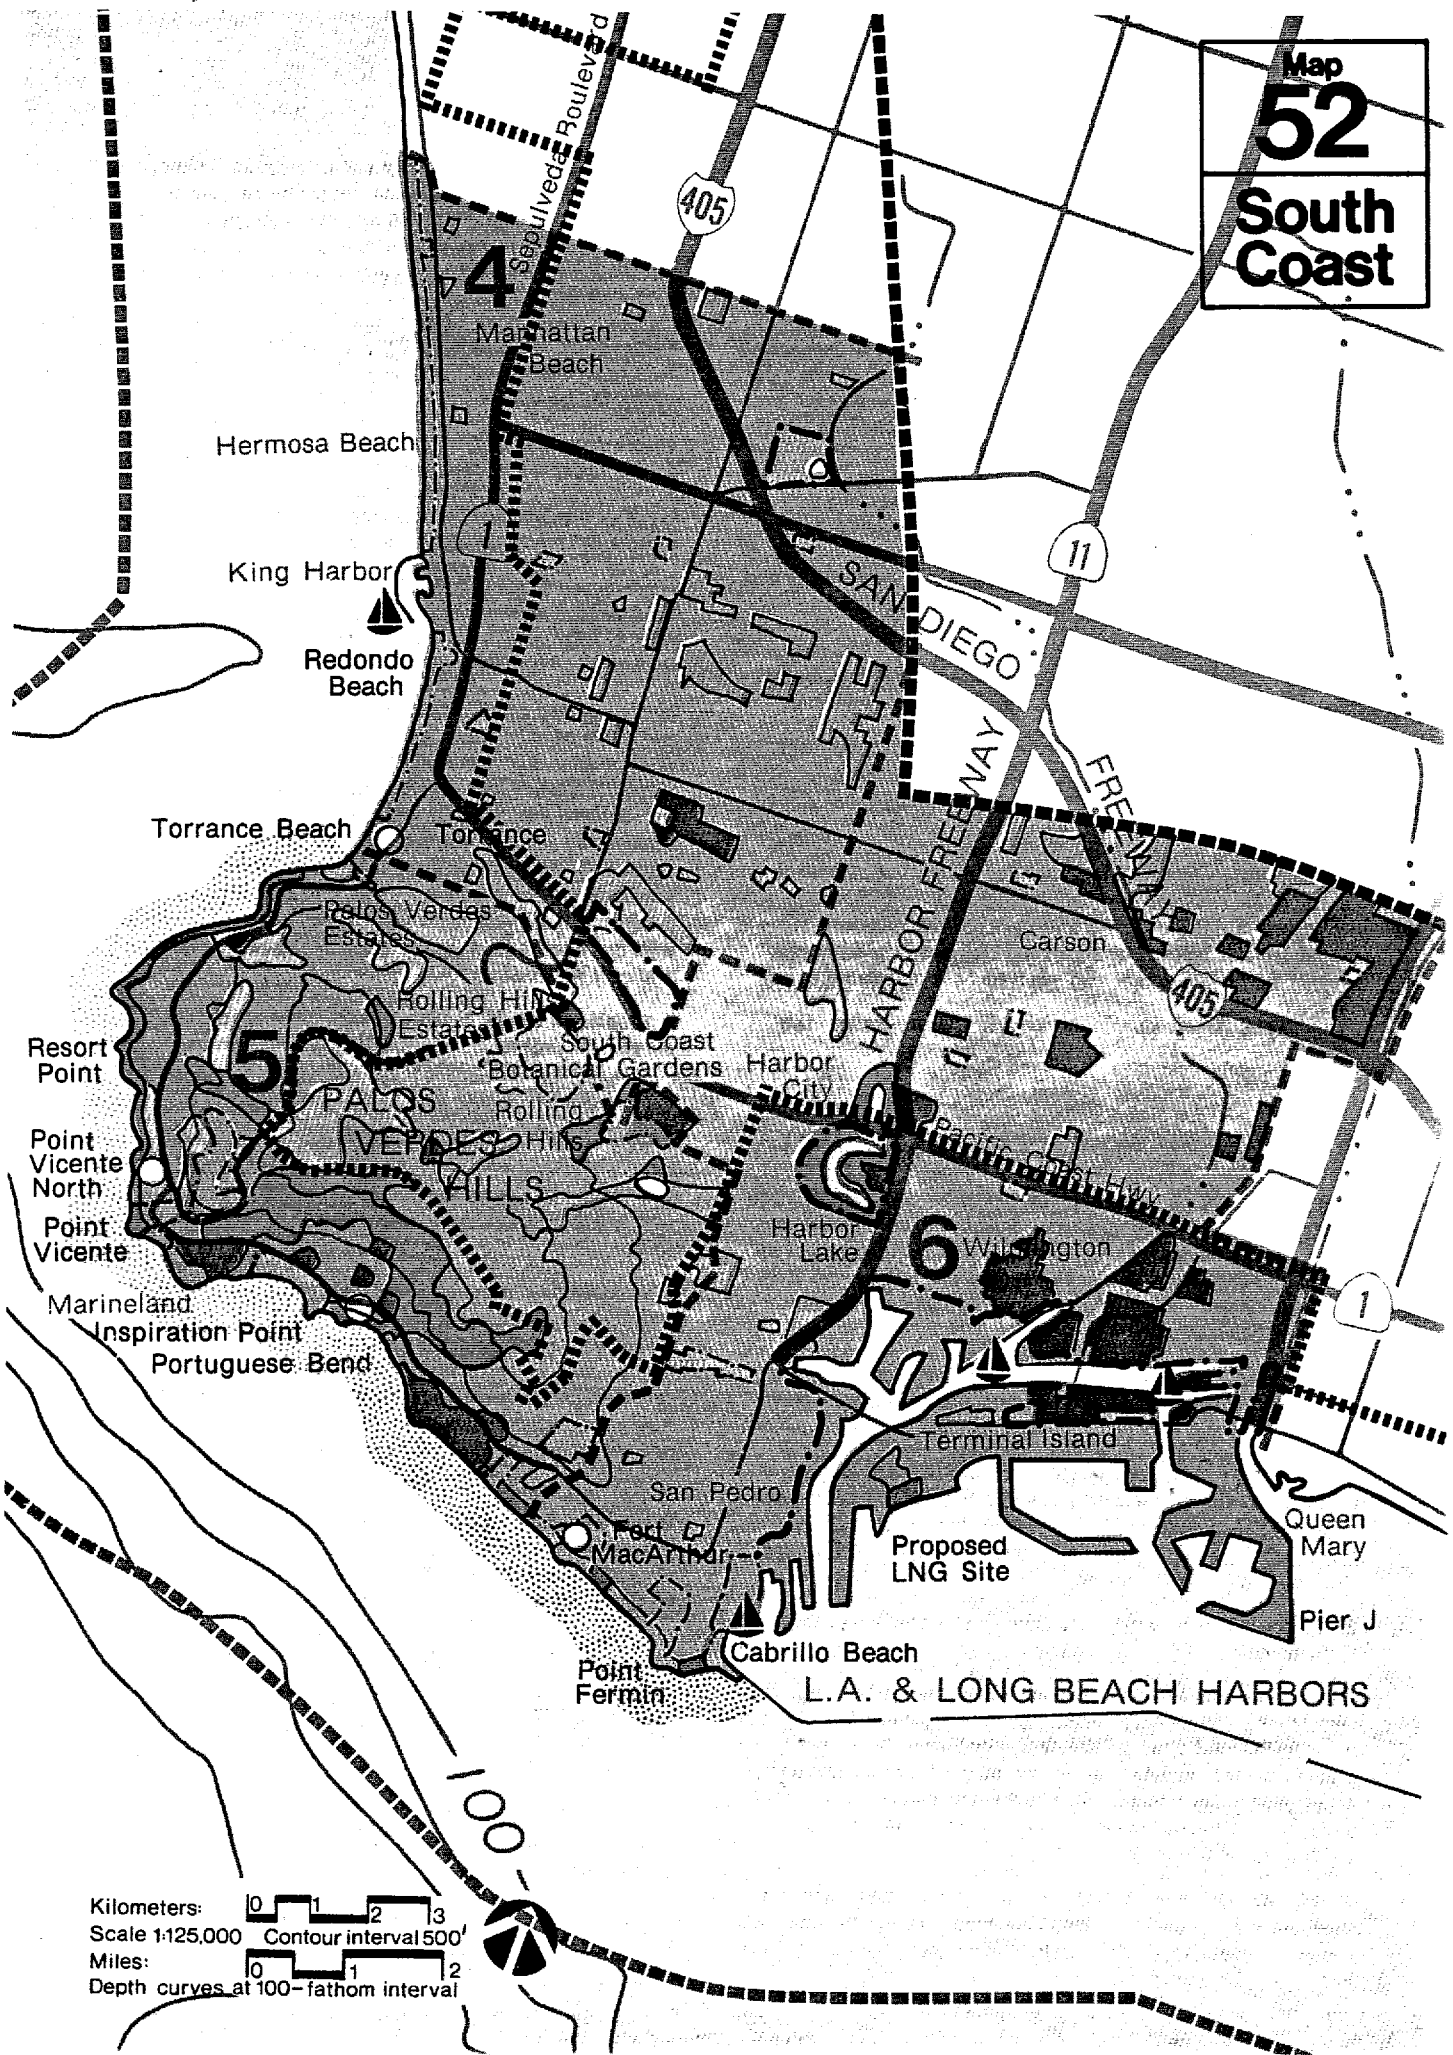 Map
52
South
Coast
Sepulveda Boulevard
405
4
Manhattan
Beach
Hermosa Beach
1
11
King Harbor
SAN DIEGO
FREEWAY
Redondo
Beach
HARBOR FREEWAY
Torrance Beach
Torrance
Palos Verdes
Estates
Carson
405
Rolling Hills
Estates
5
Resort
Point
South Coast
Botanical Gardens
Harbor
City
PALOS
VERDES
HILLS
Rolling
Hills
Pacific Coast Hwy
Point
Vicente
North
Point
Vicente
Harbor
Lake
6
Wilmington
Marineland
Inspiration Point
Portuguese Bend
1
Terminal Island
San Pedro
Fort
MacArthur
Proposed
LNG Site
Queen
Mary
Pier J
Cabrillo Beach
Point
Fermin
L.A. & LONG BEACH HARBORS
100
Kilometers: 0 1 2 3
Scale 1:125,000 Contour interval 500'
Miles: 0 1 2
Depth curves at 100-fathom interval